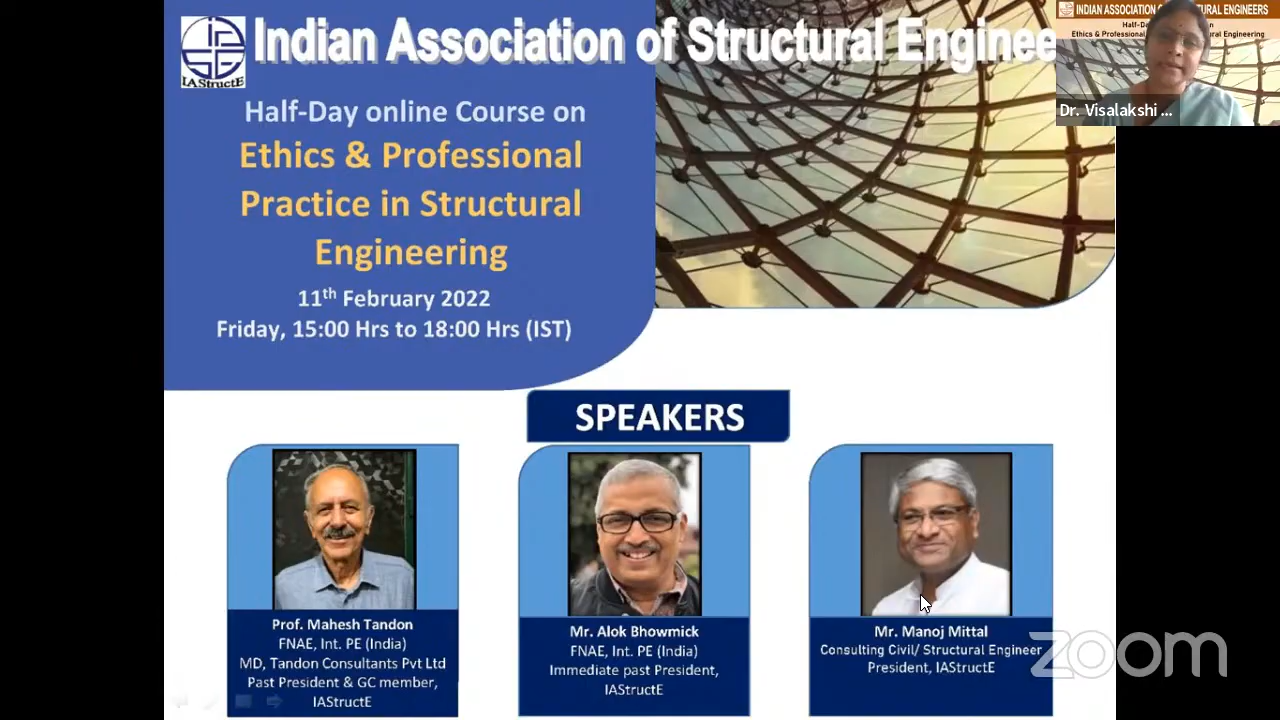 Indian Association of Structural Enginee
IAStructE
Half-Day online Course on
Ethics & Professional
Practice in Structural
Engineering
11th February 2022
Friday, 15:00 Hrs to 18:00 Hrs (IST)
INDIAN ASSOCIATION OF STRUCTURAL ENGINEERS
Half-Da
Ethics & Professional
Engineering
Dr. Visalakshi ...
SPEAKERS
Prof. Mahesh Tandon
FNAE, Int. PE (India)
MD, Tandon Consultants Pvt Ltd
Past President & GC member,
IAStructE
Mr. Alok Bhowmick
FNAE, Int. PE (India)
Immediate past President,
IAStructE
Mr. Manoj Mittal
Consulting Civil/ Structural Engineer
President, IAStructE
zoom